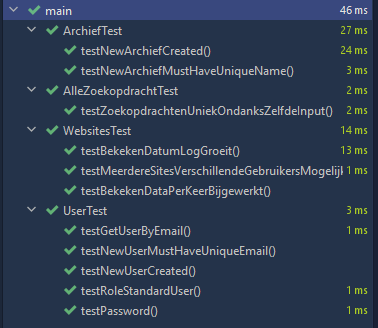 main 46 ms
ArchiefTest 27 ms
testNewArchiefCreated() 24 ms
testNewArchiefMustHaveUniqueName() 3 ms
AlleZoekopdrachtTest 2 ms
testZoekopdrachtenUniekOndanksZelfdeInput() 2 ms
WebsitesTest 14 ms
testBekekenDatumLogGroeit() 13 ms
testMeerdereSitesVerschillendeGebruikersMogelijk 1 ms
testBekekenDataPerKeerBijgewerkt()
UserTest 3 ms
testGetUserByEmail() 1 ms
testNewUserMustHaveUniqueEmail()
testNewUserCreated()
testRoleStandardUser() 1 ms
testPassword() 1 ms